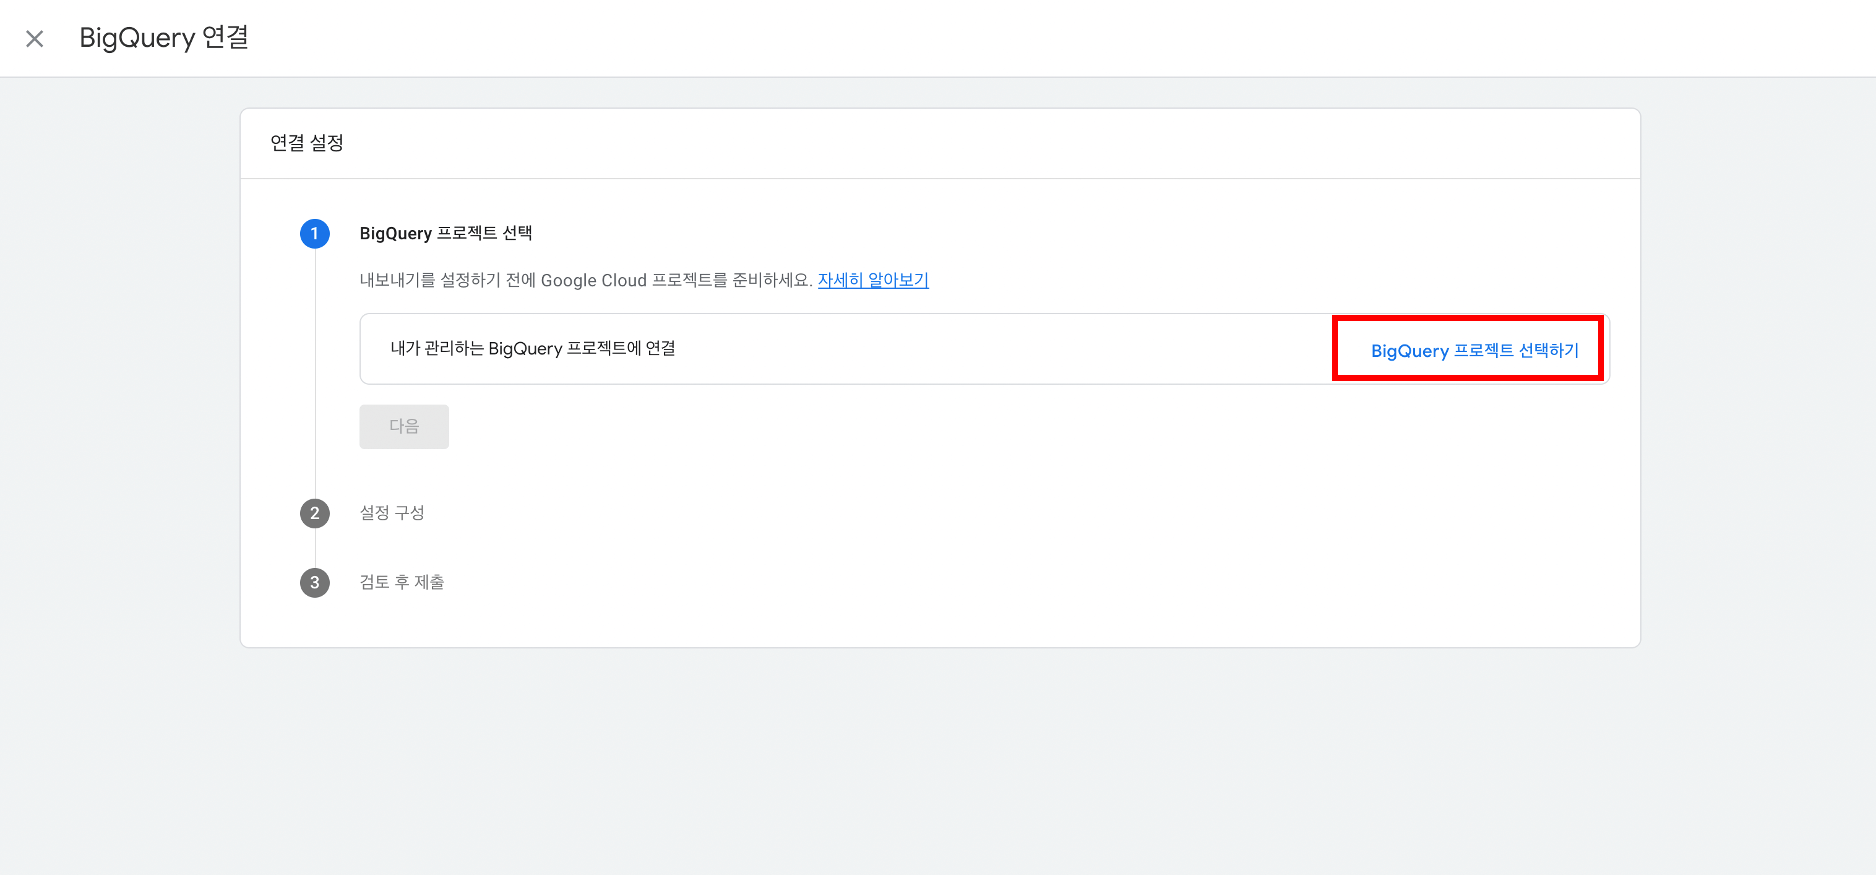 BigQuery 연결
연결 설정
1 BigQuery 프로젝트 선택
내보내기를 설정하기 전에 Google Cloud 프로젝트를 준비하세요. 자세히 알아보기
내가 관리하는 BigQuery 프로젝트에 연결 BigQuery 프로젝트 선택하기
다음
2 설정 구성
3 검토 후 제출